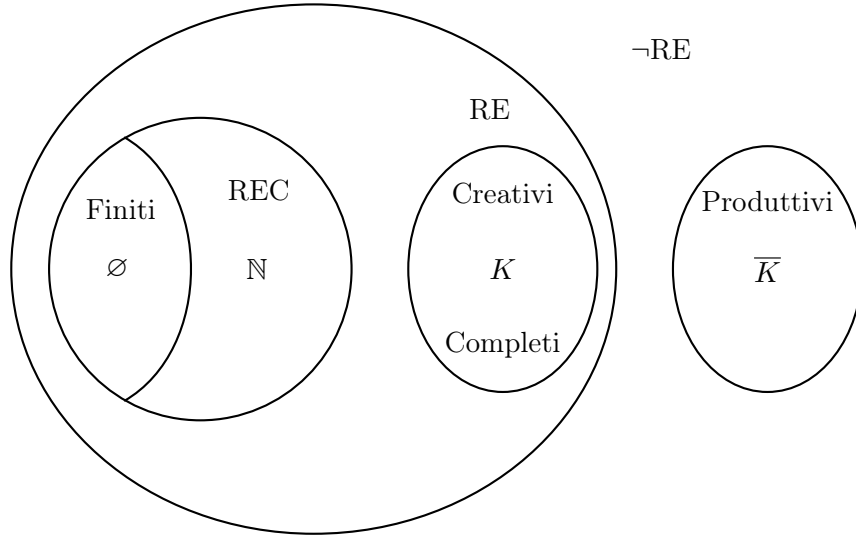 ¬RE
RE
Finiti
REC
Creativi
Produttivi
∅
ℕ
K
K̅
Completi